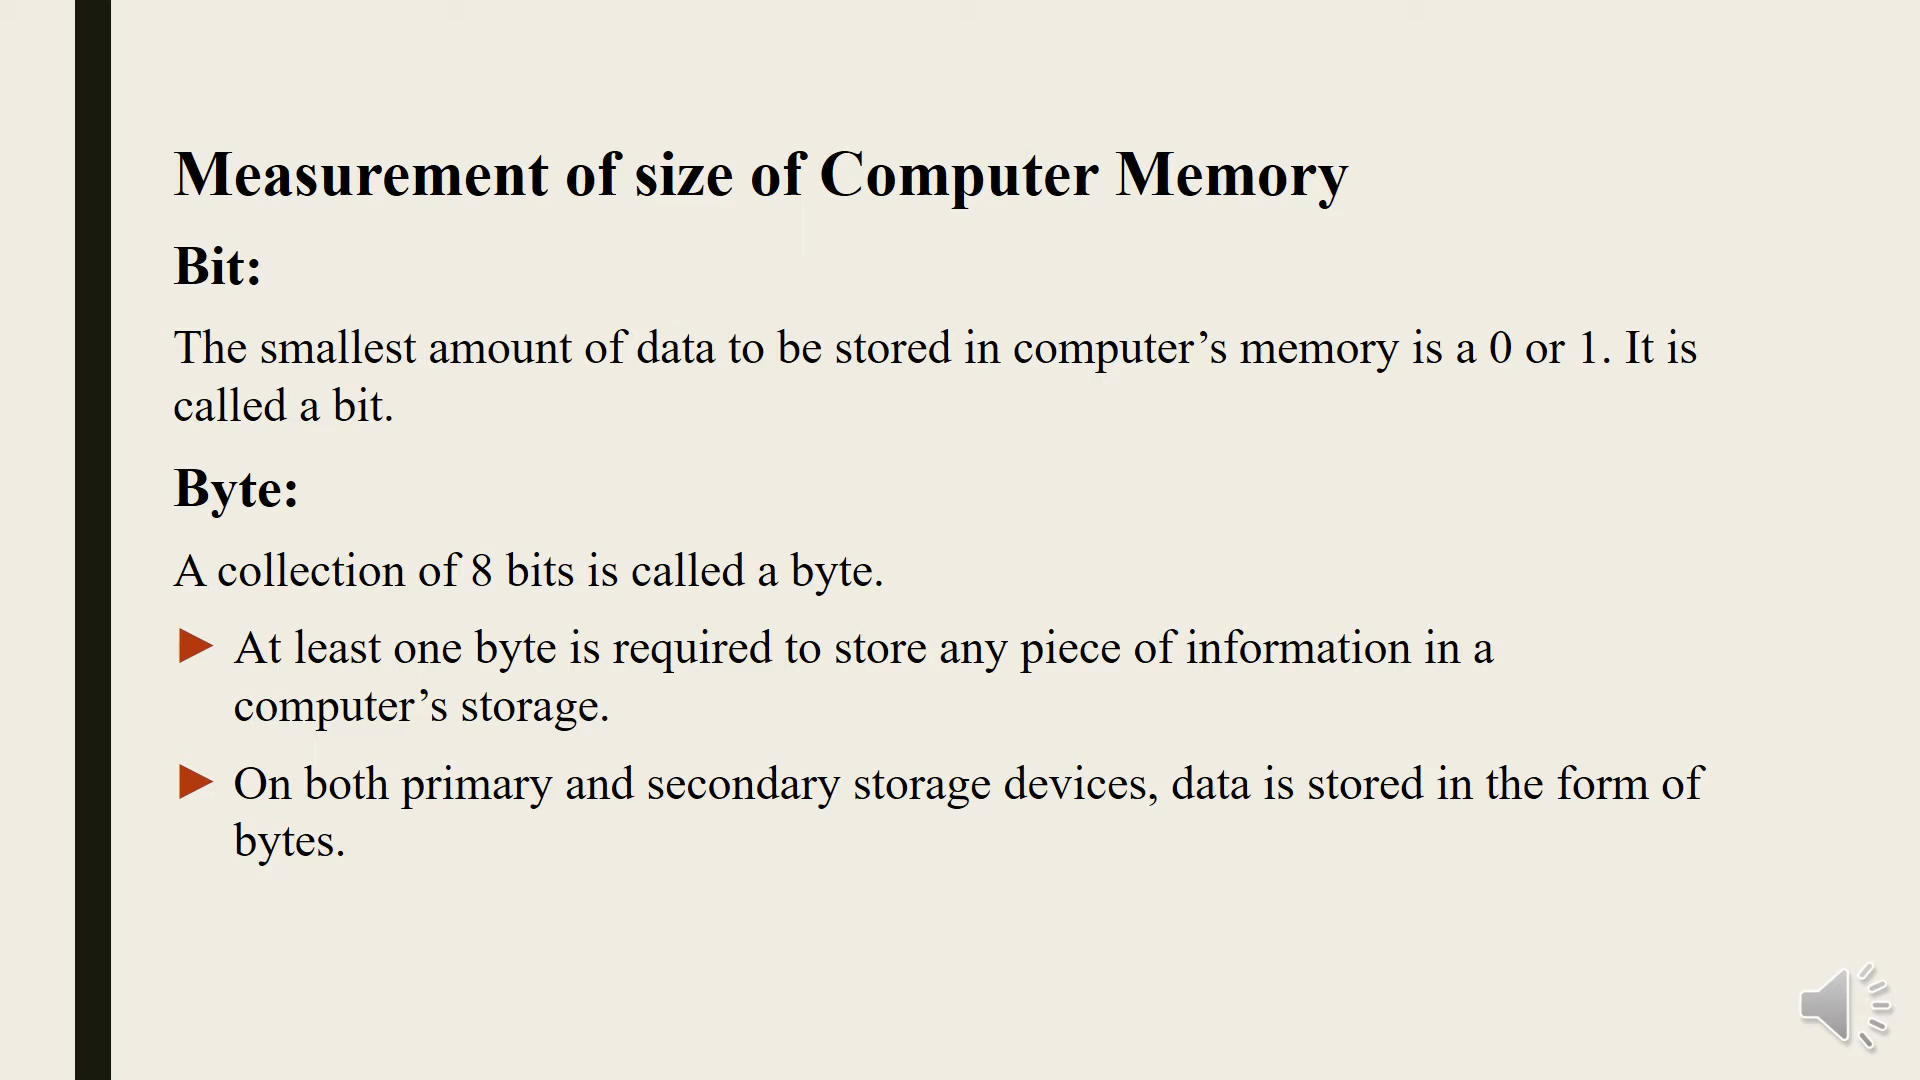 Measurement of size of Computer Memory
Bit:
The smallest amount of data to be stored in computer’s memory is a 0 or 1. It is
called a bit.
Byte:
A collection of 8 bits is called a byte.
At least one byte is required to store any piece of information in a
computer’s storage.
On both primary and secondary storage devices, data is stored in the form of
bytes.